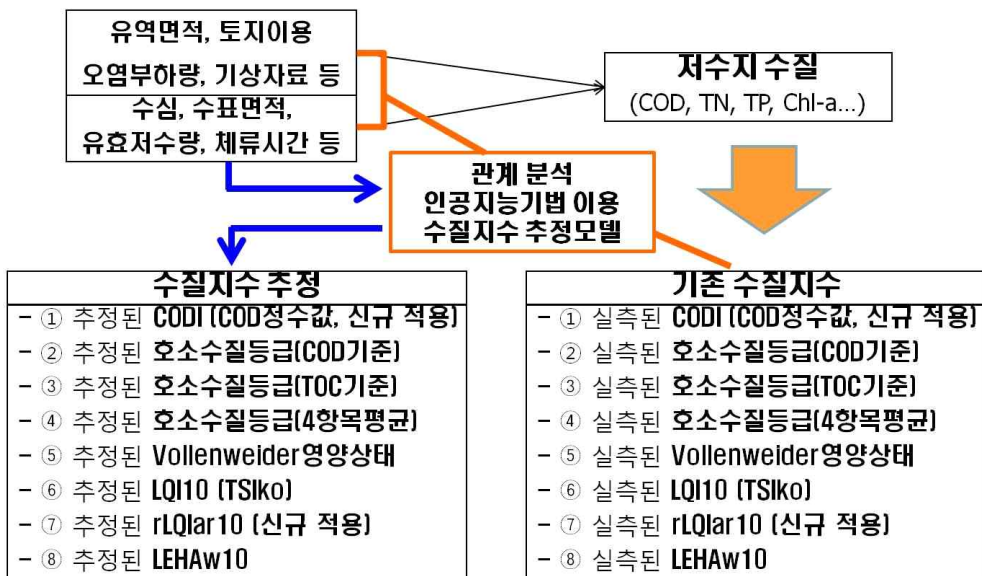 유역면적, 토지이용
오염부하량, 기상자료 등
수심, 수표면적,
유효저수량, 체류시간 등
저수지 수질
(COD, TN, TP, Chl-a...)
관계 분석
인공지능기법 이용
수질지수 추정모델
수질지수 추정
- ① 추정된 CODI (COD정수값, 신규 적용)
- ② 추정된 호소수질등급(COD기준)
- ③ 추정된 호소수질등급(TOC기준)
- ④ 추정된 호소수질등급(4항목평균)
- ⑤ 추정된 Vollenweider영양상태
- ⑥ 추정된 LQI10 (TSIko)
- ⑦ 추정된 rLQIar10 (신규 적용)
- ⑧ 추정된 LEHAw10
기존 수질지수
- ① 실측된 CODI (COD정수값, 신규 적용)
- ② 실측된 호소수질등급(COD기준)
- ③ 실측된 호소수질등급(TOC기준)
- ④ 실측된 호소수질등급(4항목평균)
- ⑤ 실측된 Vollenweider영양상태
- ⑥ 실측된 LQI10 (TSIko)
- ⑦ 실측된 rLQIar10 (신규 적용)
- ⑧ 실측된 LEHAw10